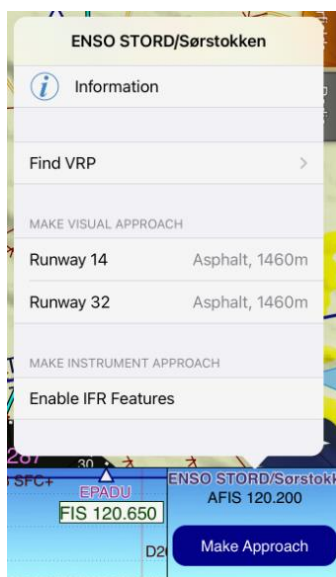 ENSO STORD/Sørstokken
Information
Find VRP
MAKE VISUAL APPROACH
Runway 14 Asphalt, 1460m
Runway 32 Asphalt, 1460m
MAKE INSTRUMENT APPROACH
Enable IFR Features
30
SFC+
EPADU
FIS 120.650
ENSO STORD/Sørstokk
AFIS 120.200
D2
Make Approach